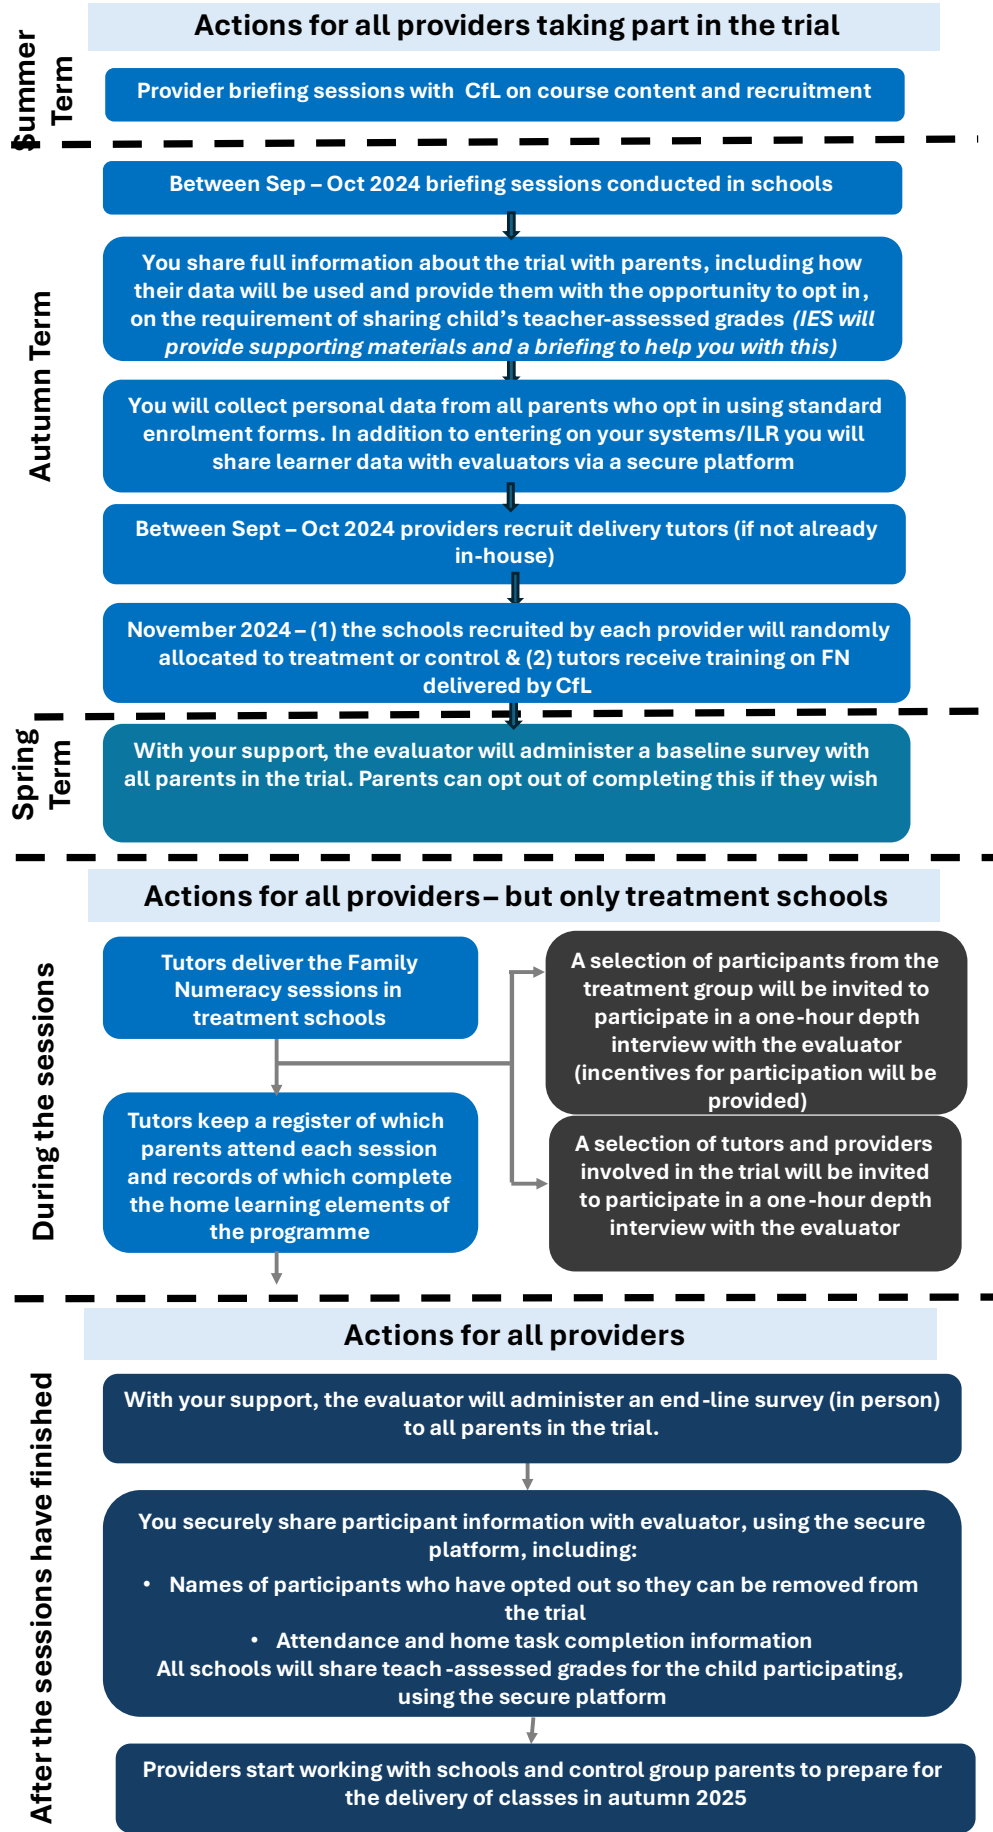 Actions for all providers taking part in the trial
Summer
Term
Provider briefing sessions with CfL on course content and recruitment
Autumn Term
Between Sep – Oct 2024 briefing sessions conducted in schools
You share full information about the trial with parents, including how
their data will be used and provide them with the opportunity to opt in,
on the requirement of sharing child's teacher-assessed grades (IES will
provide supporting materials and a briefing to help you with this)
You will collect personal data from all parents who opt in using standard
enrolment forms. In addition to entering on your systems/ILR you will
share learner data with evaluators via a secure platform
Between Sept – Oct 2024 providers recruit delivery tutors (if not already
in-house)
November 2024 – (1) the schools recruited by each provider will randomly
allocated to treatment or control & (2) tutors receive training on FN
delivered by CfL
Spring
Term
With your support, the evaluator will administer a baseline survey with
all parents in the trial. Parents can opt out of completing this if they wish
Actions for all providers – but only treatment schools
During the sessions
Tutors deliver the Family
Numeracy sessions in
treatment schools
Tutors keep a register of which
parents attend each session
and records of which complete
the home learning elements of
the programme
A selection of participants from the
treatment group will be invited to
participate in a one-hour depth
interview with the evaluator
(incentives for participation will be
provided)
A selection of tutors and providers
involved in the trial will be invited
to participate in a one-hour depth
interview with the evaluator
Actions for all providers
After the sessions have finished
With your support, the evaluator will administer an end-line survey (in person)
to all parents in the trial.
You securely share participant information with evaluator, using the secure
platform, including:
• Names of participants who have opted out so they can be removed from
the trial
• Attendance and home task completion information
All schools will share teach-assessed grades for the child participating,
using the secure platform
Providers start working with schools and control group parents to prepare for
the delivery of classes in autumn 2025